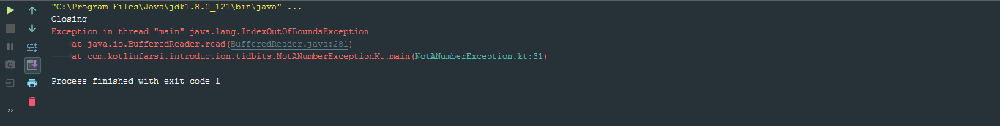 "C:\Program Files\Java\jdk1.8.0_121\bin\java" ...
Closing
Exception in thread "main" java.lang.IndexOutOfBoundsException
at java.io.BufferedReader.read(BufferedReader.java:281)
at com.kotlinfarsi.introduction.tidbits.NotANumberExceptionKt.main(NotANumberException.kt:31)
Process finished with exit code 1